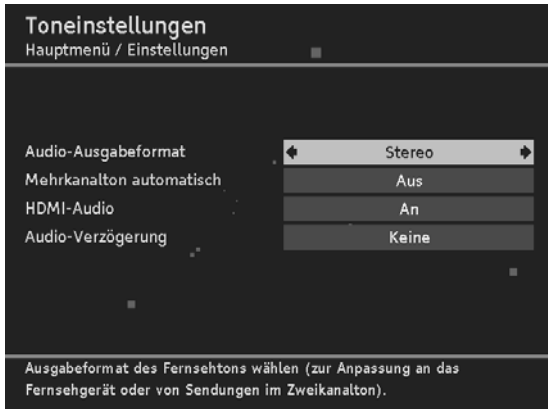 Toneinstellungen
Hauptmenü / Einstellungen
Audio-Ausgabeformat Stereo
Mehrkanalton automatisch Aus
HDMI-Audio An
Audio-Verzögerung Keine
Ausgabeformat des Fernsehtons wählen (zur Anpassung an das
Fernsehgerät oder von Sendungen im Zweikanalton).